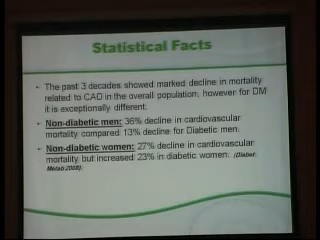 Statistical Facts
• The past 3 decades showed marked decline in mortality
related to CAD in the overall population, however for DM
it is exceptionally different.
• Non-diabetic men: 36% decline in cardiovascular
mortality compared 13% decline for Diabetic men.
• Non-diabetic women: 27% decline in cardiovascular
mortality but increased 23% in diabetic women. (Diabet.
Metab 2008).